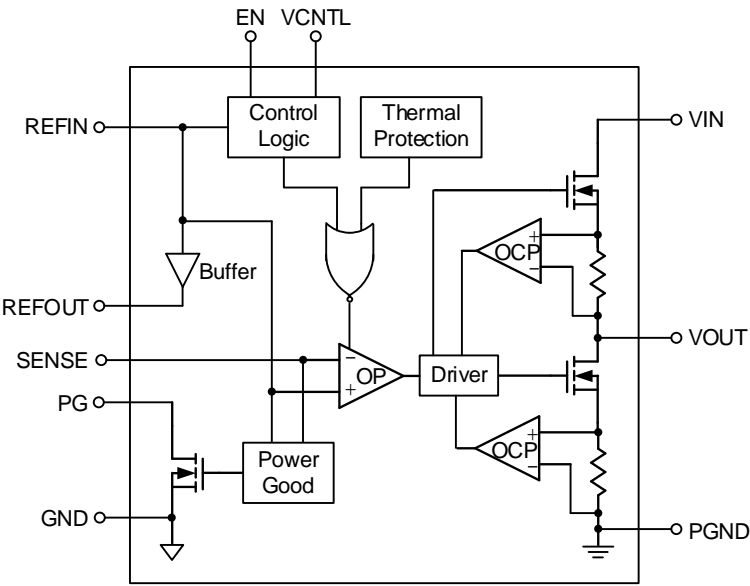 EN VCNTL
REFIN
Control
Logic
Thermal
Protection
VIN
OCP
+
−
Buffer
REFOUT
VOUT
SENSE
−
OP
+
Driver
PG
OCP
+
−
Power
Good
GND
PGND